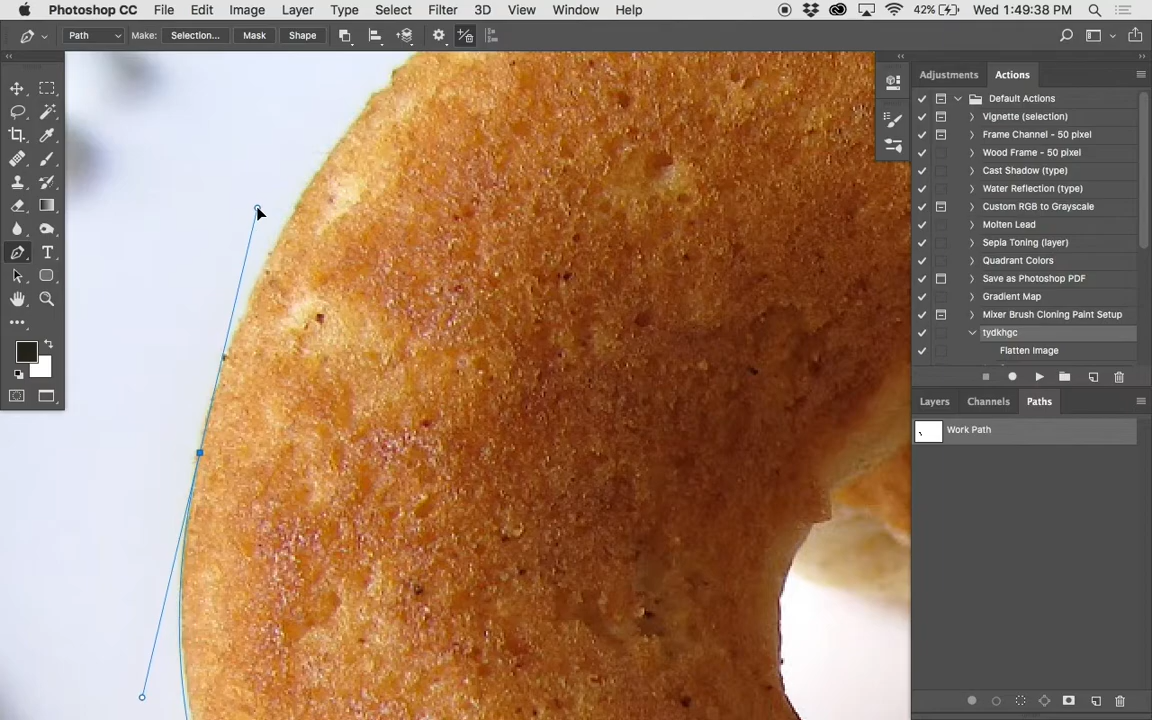 Photoshop CC File Edit Image Layer Type Select Filter 3D View Window Help 42% Wed 1:49:38 PM
Path Make: Selection... Mask Shape
Adjustments Actions
Default Actions
Vignette (selection)
Frame Channel - 50 pixel
Wood Frame - 50 pixel
Cast Shadow (type)
Water Reflection (type)
Custom RGB to Grayscale
Molten Lead
Sepia Toning (layer)
Quadrant Colors
Save as Photoshop PDF
Gradient Map
Mixer Brush Cloning Paint Setup
tydkhgc
Flatten Image
Layers Channels Paths
Work Path